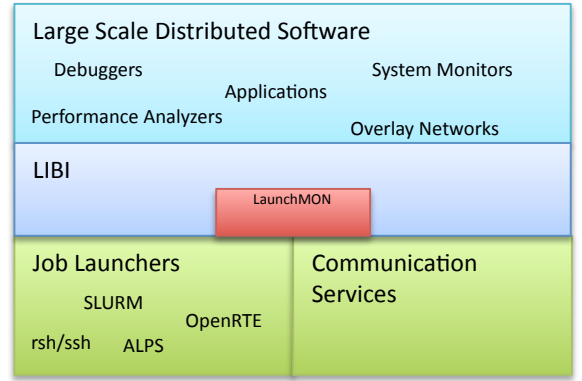 Large Scale Distributed Software
Debuggers
System Monitors
Applications
Performance Analyzers
Overlay Networks
LIBI
LaunchMON
Job Launchers
SLURM
OpenRTE
rsh/ssh
ALPS
Communication
Services